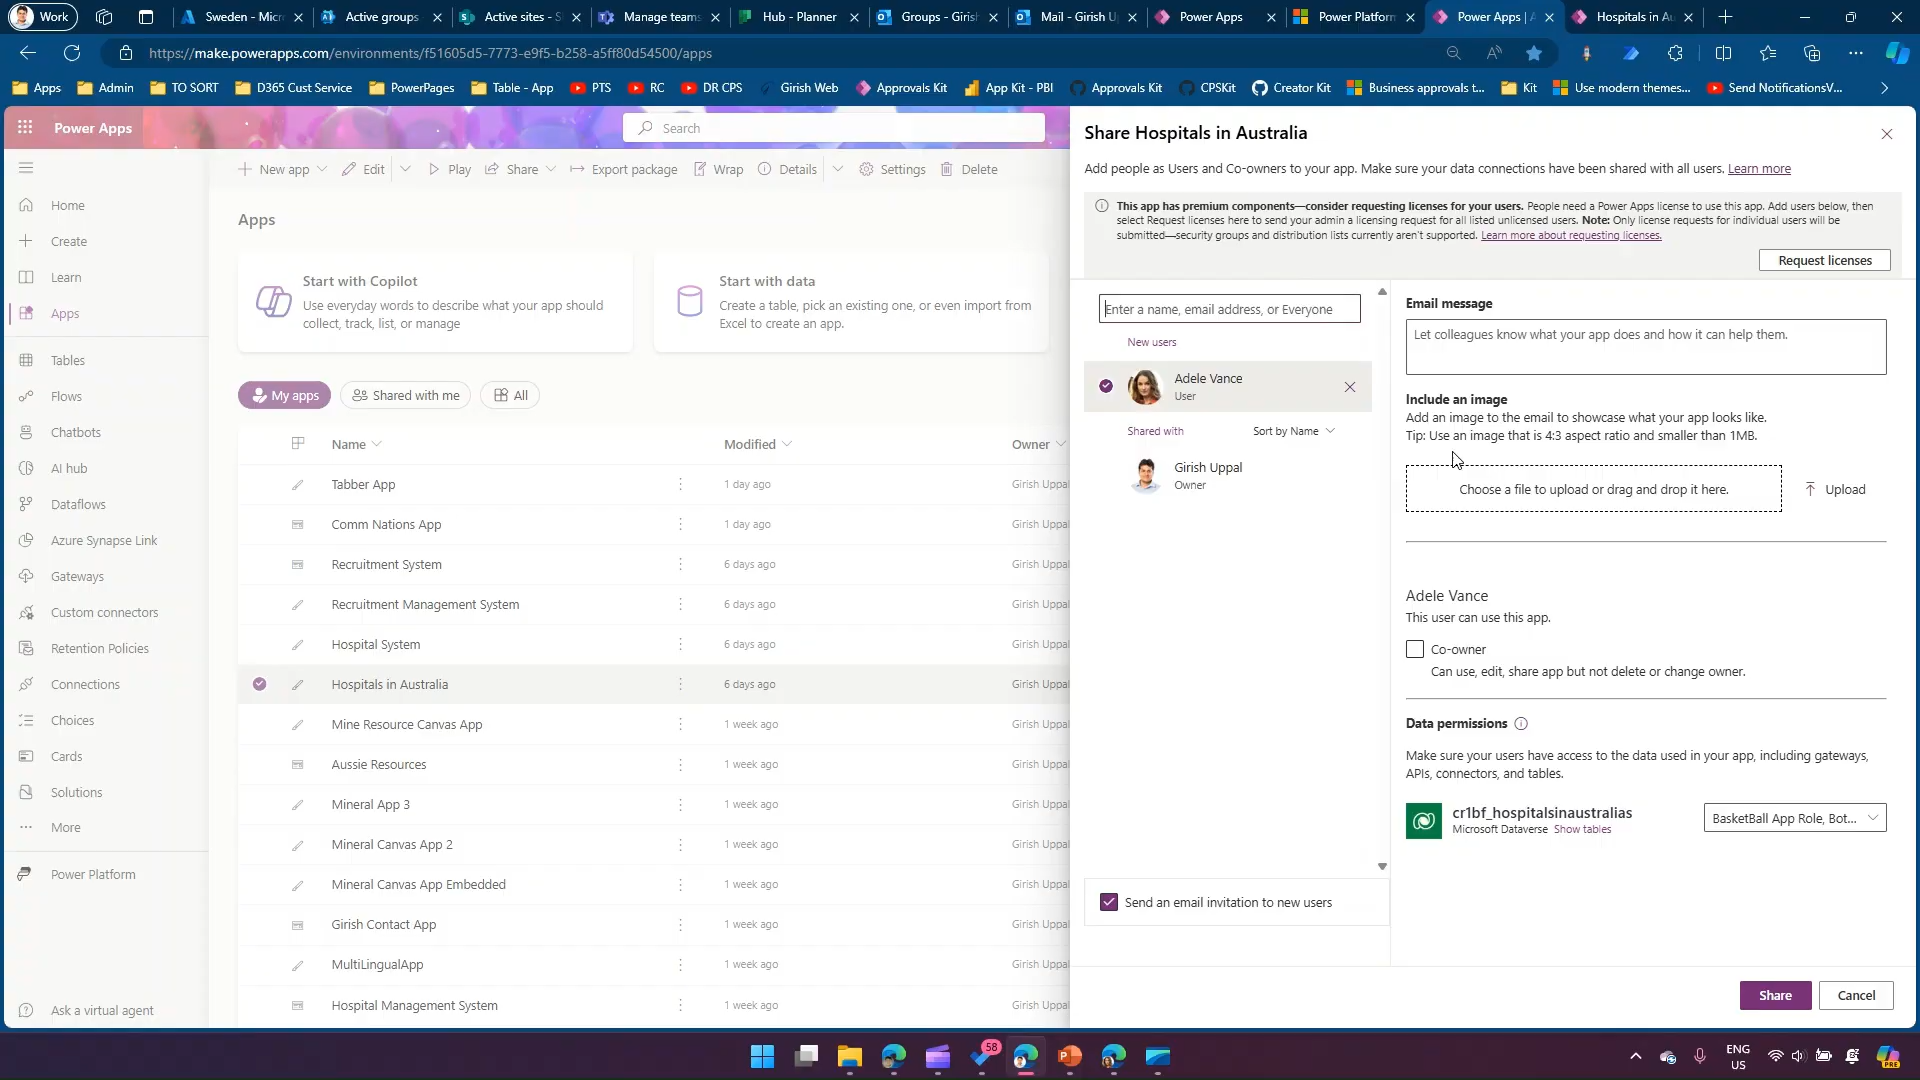 Work
Sweden - Micr
Active groups
Active sites - S
Manage teams
Hub - Planner
Groups - Girish
Mail - Girish U
Power Apps
Power Platform
Power Apps | A
Hospitals in Au
https://make.powerapps.com/environments/f51605d5-7773-e9f5-b258-a5ff80d54500/apps
Apps
Admin
TO SORT
D365 Cust Service
PowerPages
Table - App
PTS
RC
DR CPS
Girish Web
Approvals Kit
App Kit - PBI
Approvals Kit
CPSKit
Creator Kit
Business approvals t...
Kit
Use modern themes...
Send NotificationsV...
Power Apps
Search
New app
Edit
Play
Share
Export package
Wrap
Details
Settings
Delete
Home
Create
Learn
Apps
Tables
Flows
Chatbots
AI hub
Dataflows
Azure Synapse Link
Gateways
Custom connectors
Retention Policies
Connections
Choices
Cards
Solutions
More
Power Platform
Ask a virtual agent
Apps
Start with Copilot
Use everyday words to describe what your app should
collect, track, list, or manage
Start with data
Create a table, pick an existing one, or even import from
Excel to create an app.
My apps
Shared with me
All
Name
Modified
Owner
Tabber App
1 day ago
Girish Uppal
Comm Nations App
1 day ago
Girish Uppal
Recruitment System
6 days ago
Girish Uppal
Recruitment Management System
6 days ago
Girish Uppal
Hospital System
6 days ago
Girish Uppal
Hospitals in Australia
6 days ago
Girish Uppal
Mine Resource Canvas App
1 week ago
Girish Uppal
Aussie Resources
1 week ago
Girish Uppal
Mineral App 3
1 week ago
Girish Uppal
Mineral Canvas App 2
1 week ago
Girish Uppal
Mineral Canvas App Embedded
1 week ago
Girish Uppal
Girish Contact App
1 week ago
Girish Uppal
MultiLingualApp
1 week ago
Girish Uppal
Hospital Management System
1 week ago
Girish Uppal
Share Hospitals in Australia
Add people as Users and Co-owners to your app. Make sure your data connections have been shared with all users. Learn more
This app has premium components—consider requesting licenses for your users. People need a Power Apps license to use this app. Add users below, then
select Request licenses here to send your admin a licensing request for all listed unlicensed users. Note: Only license requests for individual users will be
submitted—security groups and distribution lists currently aren't supported. Learn more about requesting licenses.
Request licenses
Enter a name, email address, or Everyone
New users
Adele Vance
User
Shared with
Sort by Name
Girish Uppal
Owner
Send an email invitation to new users
Email message
Let colleagues know what your app does and how it can help them.
Include an image
Add an image to the email to showcase what your app looks like.
Tip: Use an image that is 4:3 aspect ratio and smaller than 1MB.
Choose a file to upload or drag and drop it here.
Upload
Adele Vance
This user can use this app.
Co-owner
Can use, edit, share app but not delete or change owner.
Data permissions
Make sure your users have access to the data used in your app, including gateways,
APIs, connectors, and tables.
cr1bf_hospitalsinaustralias
Microsoft Dataverse Show tables
BasketBall App Role, Bot...
Share
Cancel
58
ENG
US
PRE